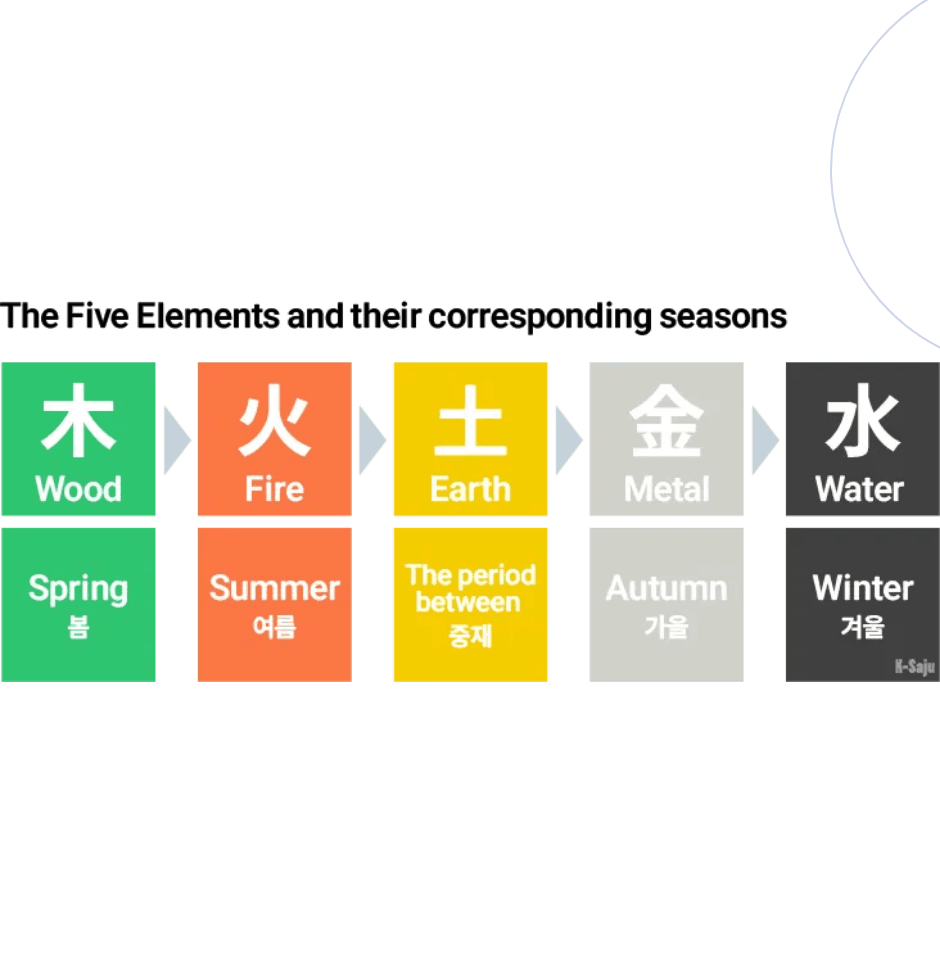 The Five Elements and their corresponding seasons
木
Wood
火
Fire
土
Earth
金
Metal
水
Water
Spring
봄
Summer
여름
The period
between
중재
Autumn
가을
Winter
겨울
K-Saju